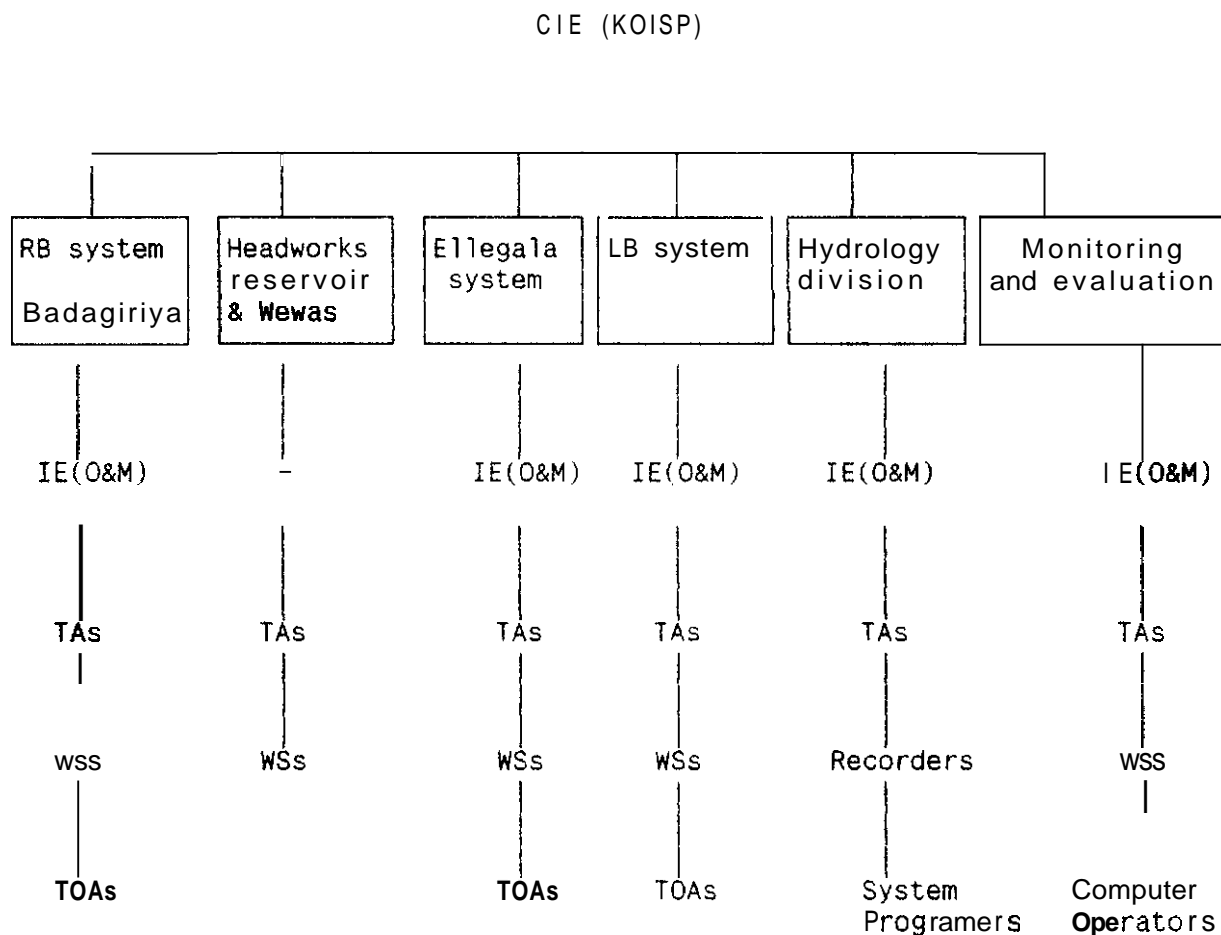 CIE (KOISP)
RB system
Badagiriya
Headworks
reservoir
& Wewas
Ellegala
system
LB system
Hydrology
division
Monitoring
and evaluation
IE(O&M) – IE(O&M) IE(O&M) IE(O&M) IE(O&M)
TAs TAs TAs TAs TAs TAs
wss WSs WSs WSs Recorders WSS
TOAs TOAs TOAs
System
Programers
Computer
Operators